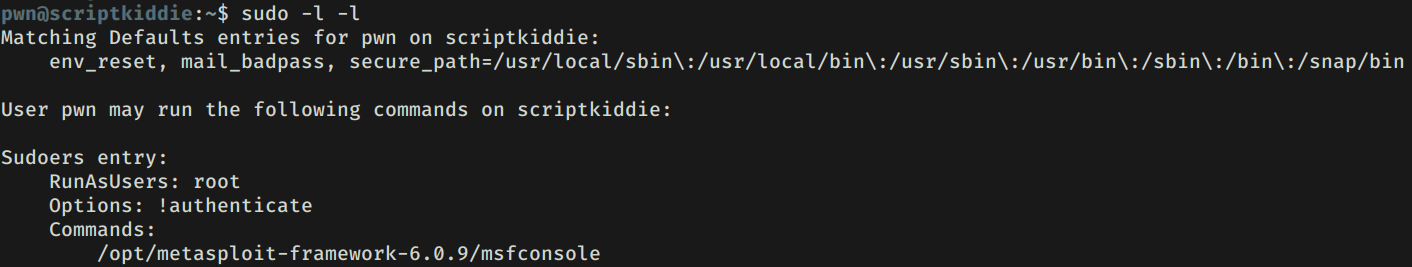 pwn@scriptkiddie:~$ sudo -l -l
Matching Defaults entries for pwn on scriptkiddie:
    env_reset, mail_badpass, secure_path=/usr/local/sbin\:/usr/local/bin\:/usr/sbin\:/usr/bin\:/sbin\:/bin\:/snap/bin

User pwn may run the following commands on scriptkiddie:

Sudoers entry:
    RunAsUsers: root
    Options: !authenticate
    Commands:
        /opt/metasploit-framework-6.0.9/msfconsole